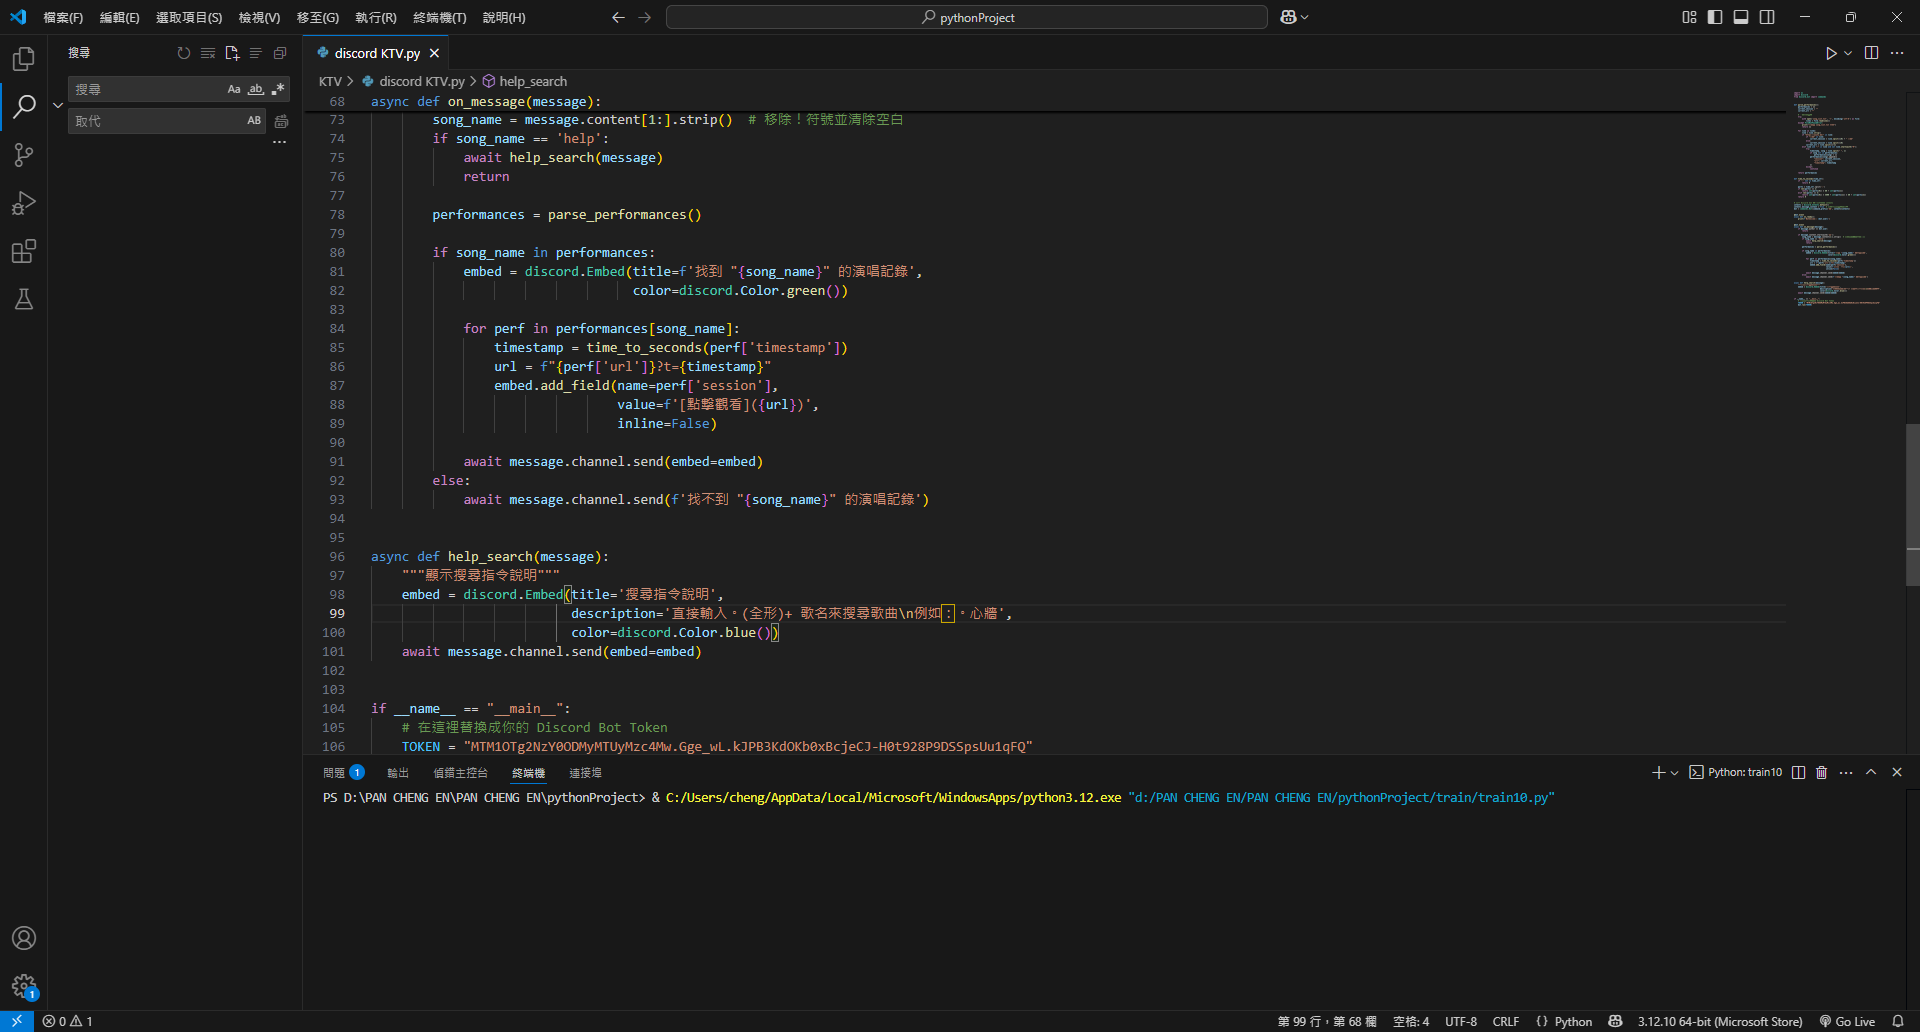 檔案(F) 編輯(E) 選取項目(S) 檢視(V) 移至(G) 執行(R) 終端機(T) 說明(H) pythonProject
搜尋
搜尋 Aa ab .*
取代 AB
discord KTV.py
KTV > discord KTV.py > help_search
68 async def on_message(message):
73 song_name = message.content[1:].strip() # 移除！符號並清除空白
74 if song_name == 'help':
75 await help_search(message)
76 return
77
78 performances = parse_performances()
79
80 if song_name in performances:
81 embed = discord.Embed(title=f'找到 "{song_name}" 的演唱記錄',
82 color=discord.Color.green())
83
84 for perf in performances[song_name]:
85 timestamp = time_to_seconds(perf['timestamp'])
86 url = f"{perf['url']}?t={timestamp}"
87 embed.add_field(name=perf['session'],
88 value=f'[點擊觀看]({url})',
89 inline=False)
90
91 await message.channel.send(embed=embed)
92 else:
93 await message.channel.send(f'找不到 "{song_name}" 的演唱記錄')
94
95
96 async def help_search(message):
97 """顯示搜尋指令說明"""
98 embed = discord.Embed(title='搜尋指令說明',
99 description='直接輸入。(全形)+ 歌名來搜尋歌曲\n例如：。心牆',
100 color=discord.Color.blue())
101 await message.channel.send(embed=embed)
102
103
104 if __name__ == "__main__":
105 # 在這裡替換成你的 Discord Bot Token
106 TOKEN = "MTM1OTg2NzY0ODMyMTUyMzc4Mw.Gge_wL.kJPB3KdOKb0xBcjeCJ-H0t928P9DSSpsUu1qFQ"
問題 1 輸出 偵錯主控台 終端機 連接埠 Python: train10
PS D:\PAN CHENG EN\PAN CHENG EN\pythonProject> & C:/Users/cheng/AppData/Local/Microsoft/WindowsApps/python3.12.exe "d:/PAN CHENG EN/PAN CHENG EN/pythonProject/train/train10.py"
1
0 1 第 99 行，第 68 欄 空格: 4 UTF-8 CRLF {} Python 3.12.10 64-bit (Microsoft Store) Go Live